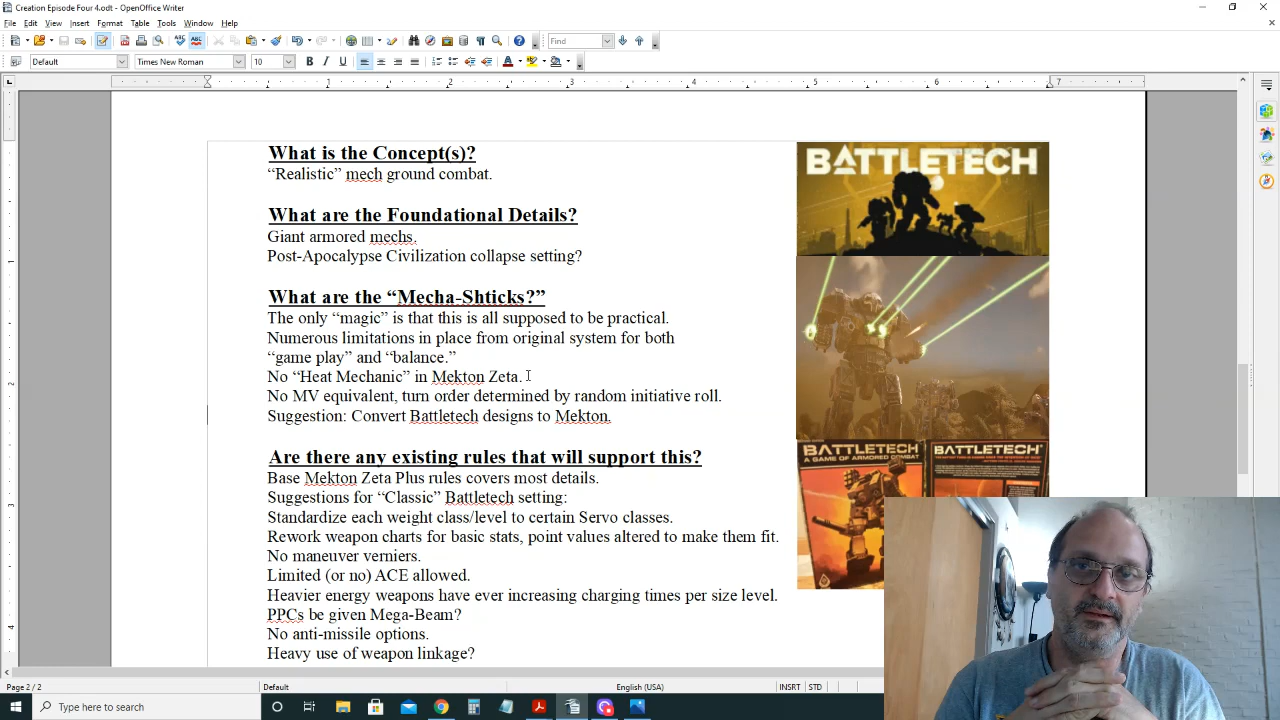 Creation Episode Four 4.odt - OpenOffice Writer
File Edit View Insert Format Table Tools Window Help
Find
Default Times New Roman 10 B I U
1 2 3 4 5 6 7
What is the Concept(s)?
“Realistic” mech ground combat.
What are the Foundational Details?
Giant armored mechs.
Post-Apocalypse Civilization collapse setting?
What are the “Mecha-Shticks?”
The only “magic” is that this is all supposed to be practical.
Numerous limitations in place from original system for both
“game play” and “balance.”
No “Heat Mechanic” in Mekton Zeta.
No MV equivalent, turn order determined by random initiative roll.
Suggestion: Convert Battletech designs to Mekton.
Are there any existing rules that will support this?
Base Mekton Zeta Plus rules covers most details.
Suggestions for “Classic” Battletech setting:
Standardize each weight class/level to certain Servo classes.
Rework weapon charts for basic stats, point values altered to make them fit.
No maneuver verniers.
Limited (or no) ACE allowed.
Heavier energy weapons have ever increasing charging times per size level.
PPCs be given Mega-Beam?
No anti-missile options.
Heavy use of weapon linkage?
BATTLETECH
BATTLETECH
A GAME OF ARMORED COMBAT
BATTLETECH
Page 2 / 2 Default English (USA) INSRT STD
Type here to search